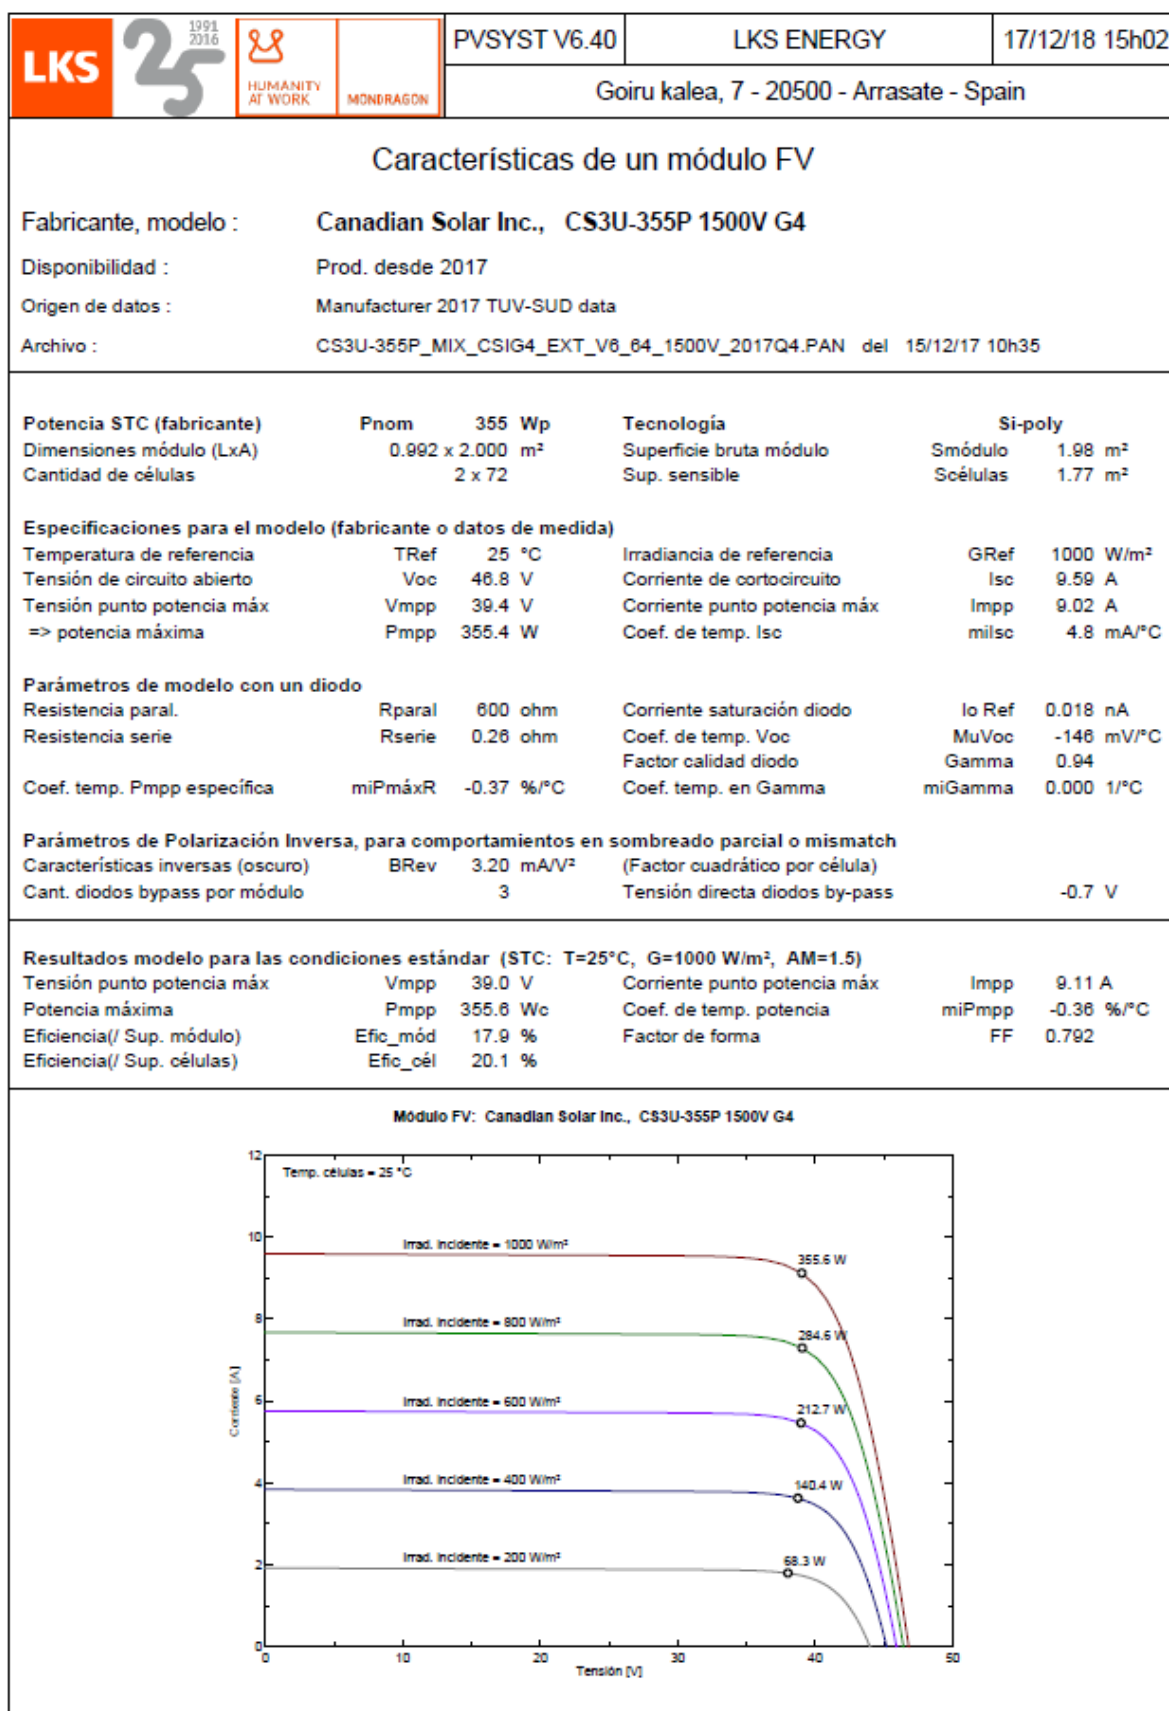 LKS
25
1991
2016
HUMANITY
AT WORK
MONDRAGON
PVSYST V6.40 LKS ENERGY 17/12/18 15h02
Goiru kalea, 7 - 20500 - Arrasate - Spain
Características de un módulo FV
Fabricante, modelo : Canadian Solar Inc., CS3U-355P 1500V G4
Disponibilidad : Prod. desde 2017
Origen de datos : Manufacturer 2017 TUV-SUD data
Archivo : CS3U-355P_MIX_CSIG4_EXT_V6_64_1500V_2017Q4.PAN del 15/12/17 10h35
Potencia STC (fabricante) Pnom 355 Wp Tecnología Si-poly
Dimensiones módulo (LxA) 0.992 x 2.000 m² Superficie bruta módulo Smódulo 1.98 m²
Cantidad de células 2 x 72 Sup. sensible Scélulas 1.77 m²
Especificaciones para el modelo (fabricante o datos de medida)
Temperatura de referencia TRef 25 °C Irradiancia de referencia GRef 1000 W/m²
Tensión de circuito abierto Voc 46.8 V Corriente de cortocircuito Isc 9.59 A
Tensión punto potencia máx Vmpp 39.4 V Corriente punto potencia máx Impp 9.02 A
=> potencia máxima Pmpp 355.4 W Coef. de temp. Isc miIsc 4.8 mA/°C
Parámetros de modelo con un diodo
Resistencia paral. Rparal 600 ohm Corriente saturación diodo Io Ref 0.018 nA
Resistencia serie Rserie 0.26 ohm Coef. de temp. Voc MuVoc -146 mV/°C
Factor calidad diodo Gamma 0.94
Coef. temp. Pmpp específica miPmáxR -0.37 %/°C Coef. temp. en Gamma miGamma 0.000 1/°C
Parámetros de Polarización Inversa, para comportamientos en sombreado parcial o mismatch
Características inversas (oscuro) BRev 3.20 mA/V² (Factor cuadrático por célula)
Cant. diodos bypass por módulo 3 Tensión directa diodos by-pass -0.7 V
Resultados modelo para las condiciones estándar (STC: T=25°C, G=1000 W/m², AM=1.5)
Tensión punto potencia máx Vmpp 39.0 V Corriente punto potencia máx Impp 9.11 A
Potencia máxima Pmpp 355.6 Wc Coef. de temp. potencia miPmpp -0.36 %/°C
Eficiencia(/ Sup. módulo) Efic_mód 17.9 % Factor de forma FF 0.792
Eficiencia(/ Sup. células) Efic_cél 20.1 %
Módulo FV: Canadian Solar Inc., CS3U-355P 1500V G4
12
Temp. células = 25 °C
10
Irrad. Incidente = 1000 W/m²
355.6 W
8
Irrad. Incidente = 800 W/m²
284.6 W
Corriente [A]
6
Irrad. Incidente = 600 W/m²
212.7 W
4
Irrad. Incidente = 400 W/m²
140.4 W
2
Irrad. Incidente = 200 W/m²
68.3 W
0
0 10 20 30 40 50
Tensión [V]